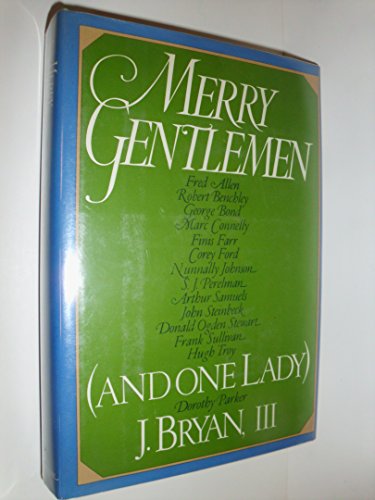 MERRY
GENTLEMEN
Fred Allen
Robert Benchley
George Bond
Marc Connelly
Finis Farr
Corey Ford
Nunnally Johnson
S. J. Perelman
Arthur Samuels
John Steinbeck
Donald Ogden Stewart
Frank Sullivan
Hugh Troy
(AND ONE LADY)
Dorothy Parker
J. BRYAN, III